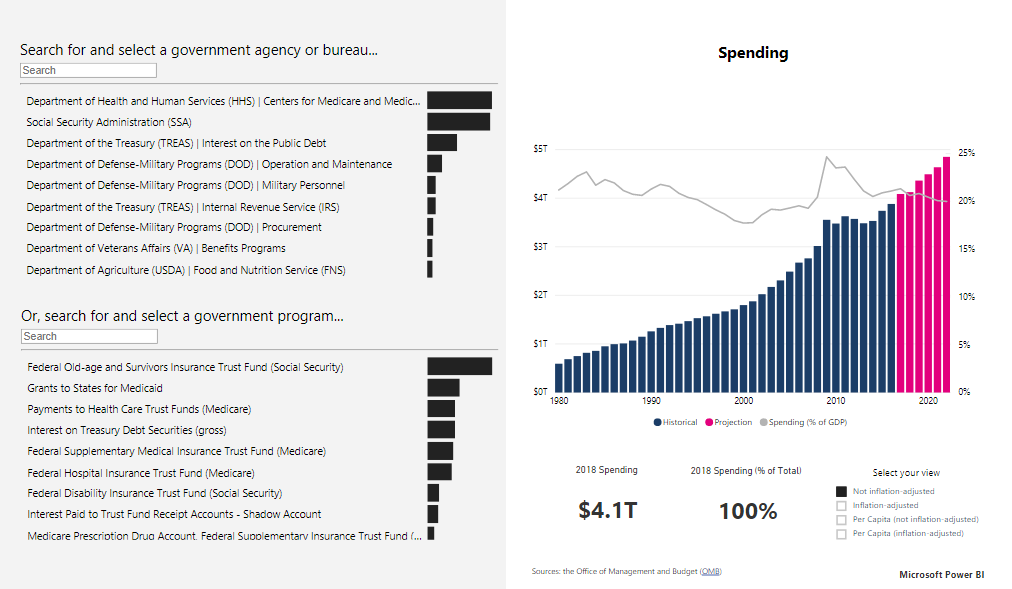 Search for and select a government agency or bureau...
Search
Department of Health and Human Services (HHS) | Centers for Medicare and Medic...
Social Security Administration (SSA)
Department of the Treasury (TREAS) | Interest on the Public Debt
Department of Defense-Military Programs (DOD) | Operation and Maintenance
Department of Defense-Military Programs (DOD) | Military Personnel
Department of the Treasury (TREAS) | Internal Revenue Service (IRS)
Department of Defense-Military Programs (DOD) | Procurement
Department of Veterans Affairs (VA) | Benefits Programs
Department of Agriculture (USDA) | Food and Nutrition Service (FNS)
Or, search for and select a government program...
Search
Federal Old-age and Survivors Insurance Trust Fund (Social Security)
Grants to States for Medicaid
Payments to Health Care Trust Funds (Medicare)
Interest on Treasury Debt Securities (gross)
Federal Supplementary Medical Insurance Trust Fund (Medicare)
Federal Hospital Insurance Trust Fund (Medicare)
Federal Disability Insurance Trust Fund (Social Security)
Interest Paid to Trust Fund Receipt Accounts - Shadow Account
Medicare Prescription Drug Account, Federal Supplementary Insurance Trust Fund (...
Spending
$5T 25%
$4T 20%
$3T 15%
$2T 10%
$1T 5%
$0T 0%
1980 1990 2000 2010 2020
Historical Projection Spending (% of GDP)
2018 Spending 2018 Spending (% of Total) Select your view
$4.1T 100%
Not inflation-adjusted
Inflation-adjusted
Per Capita (not inflation-adjusted)
Per Capita (inflation-adjusted)
Sources: the Office of Management and Budget (OMB)
Microsoft Power BI